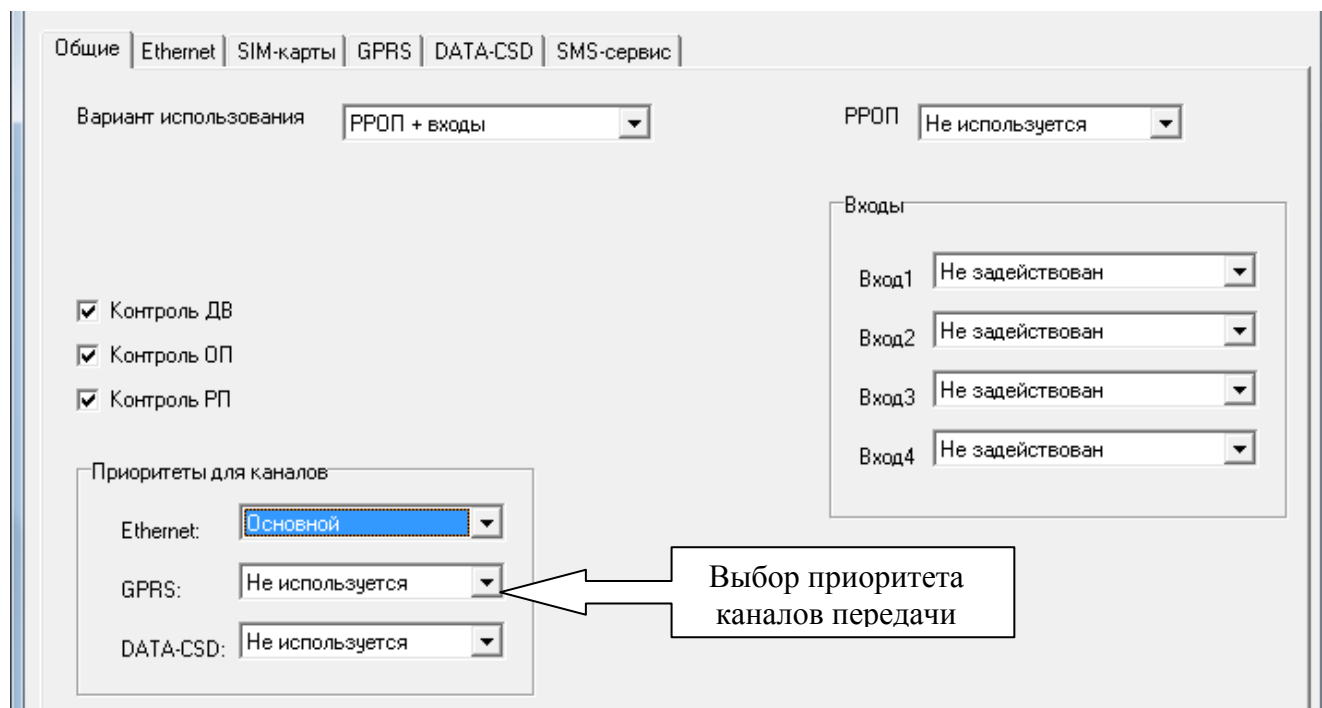 Общие Ethernet SIM-карты GPRS DATA-CSD SMS-сервис
Вариант использования РРОП + входы
РРОП Не используется
Входы
Вход1 Не задействован
Вход2 Не задействован
Вход3 Не задействован
Вход4 Не задействован
Контроль ДВ
Контроль ОП
Контроль РП
Приоритеты для каналов
Ethernet: Основной
GPRS: Не используется
DATA-CSD: Не используется
Выбор приоритета
каналов передачи